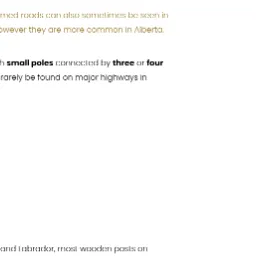 med roads can also sometimes be seen in
owever they are more common in Alberta.
h small poles connected by three or four
rarely be found on major highways in
and Labrador, most wooden posts on